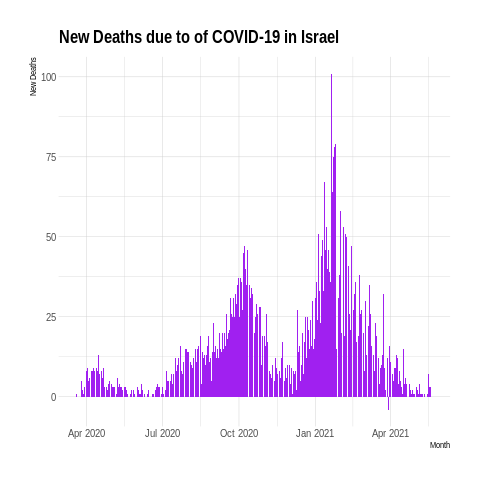 New Deaths due to of COVID-19 in Israel
New Deaths
100
75
50
25
0
Apr 2020
Jul 2020
Oct 2020
Jan 2021
Apr 2021
Month